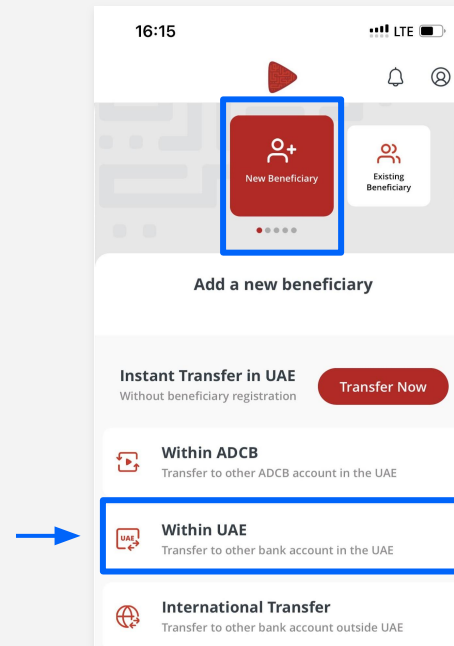 16:15
LTE
New Beneficiary
Existing
Beneficiary
Add a new beneficiary
Instant Transfer in UAE
Without beneficiary registration
Transfer Now
Within ADCB
Transfer to other ADCB account in the UAE
UAE
Within UAE
Transfer to other bank account in the UAE
International Transfer
Transfer to other bank account outside UAE